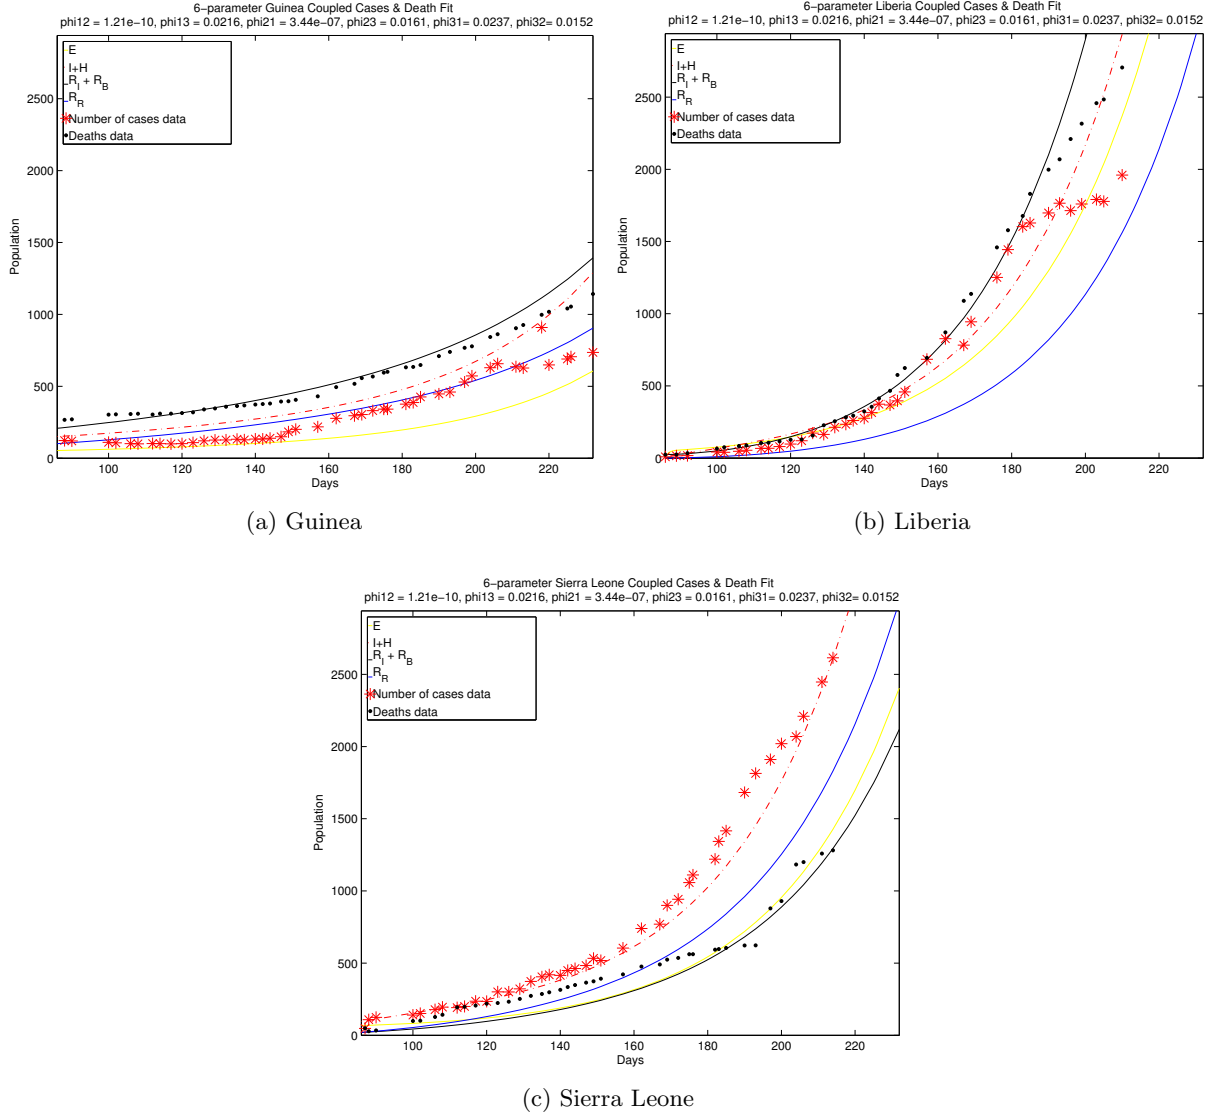 6−parameter Guinea Coupled Cases & Death Fit
phi12 = 1.21e−10, phi13 = 0.0216, phi21 = 3.44e−07, phi23 = 0.0161, phi31= 0.0237, phi32= 0.0152
E
I+H
R_I + R_B
R_R
Number of cases data
Deaths data
2500
2000
1500
1000
500
0
Population
100 120 140 160 180 200 220
Days
(a) Guinea
6−parameter Liberia Coupled Cases & Death Fit
phi12 = 1.21e−10, phi13 = 0.0216, phi21 = 3.44e−07, phi23 = 0.0161, phi31= 0.0237, phi32= 0.0152
E
I+H
R_I + R_B
R_R
Number of cases data
Deaths data
2500
2000
1500
1000
500
0
Population
100 120 140 160 180 200 220
Days
(b) Liberia
6−parameter Sierra Leone Coupled Cases & Death Fit
phi12 = 1.21e−10, phi13 = 0.0216, phi21 = 3.44e−07, phi23 = 0.0161, phi31= 0.0237, phi32= 0.0152
E
I+H
R_I + R_B
R_R
Number of cases data
Deaths data
2500
2000
1500
1000
500
0
Population
100 120 140 160 180 200 220
Days
(c) Sierra Leone